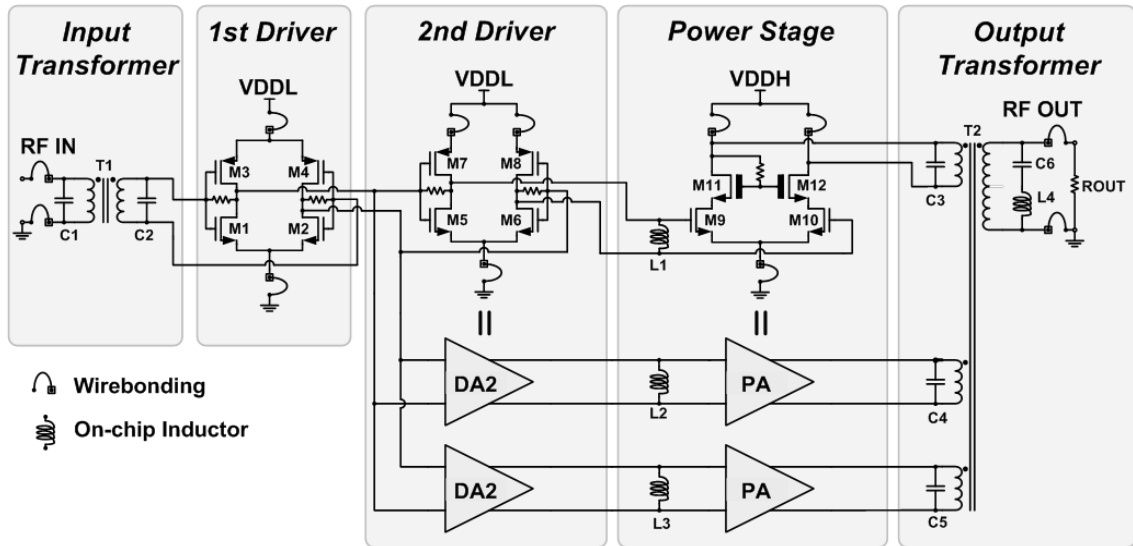 Input
Transformer
1st Driver
2nd Driver
Power Stage
Output
Transformer
VDDL
VDDL
VDDH
RF IN
T1
C1
C2
M3
M4
M1
M2
M7
M8
M5
M6
M11
M12
M9
M10
L1
T2
RF OUT
C3
C6
L4
ROUT
=
=
DA2
L2
PA
C4
DA2
L3
PA
C5
Wirebonding
On-chip Inductor